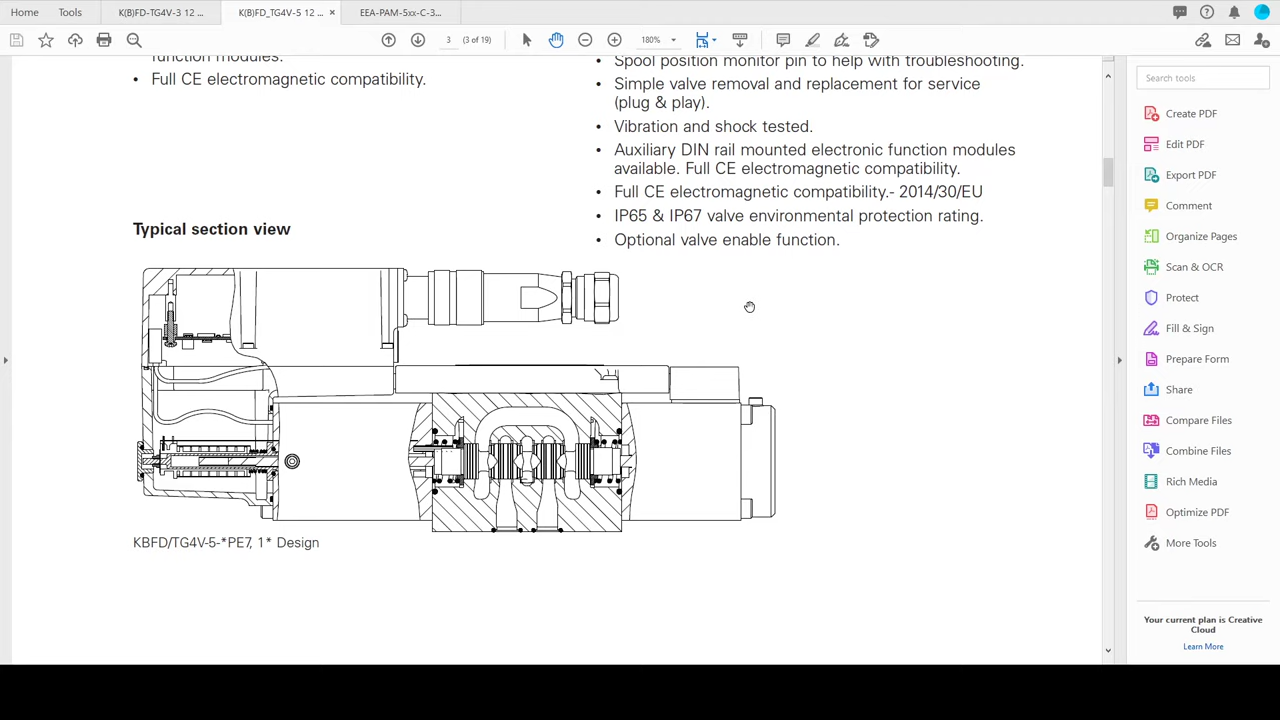 Home
Tools
K(B)FD-TG4V-3 12 ...
K(B)FD_TG4V-5 12 ...
×
EEA-PAM-5xx-C-3...
3
(3 of 19)
180%
function modules.
• Full CE electromagnetic compatibility.
• Spool position monitor pin to help with troubleshooting.
• Simple valve removal and replacement for service
(plug & play).
• Vibration and shock tested.
• Auxiliary DIN rail mounted electronic function modules
available. Full CE electromagnetic compatibility.
• Full CE electromagnetic compatibility.- 2014/30/EU
• IP65 & IP67 valve environmental protection rating.
• Optional valve enable function.
Typical section view
KBFD/TG4V-5-*PE7, 1* Design
Search tools
Create PDF
Edit PDF
Export PDF
Comment
Organize Pages
Scan & OCR
Protect
Fill & Sign
Prepare Form
Share
Compare Files
Combine Files
Rich Media
Optimize PDF
More Tools
Your current plan is Creative
Cloud
Learn More